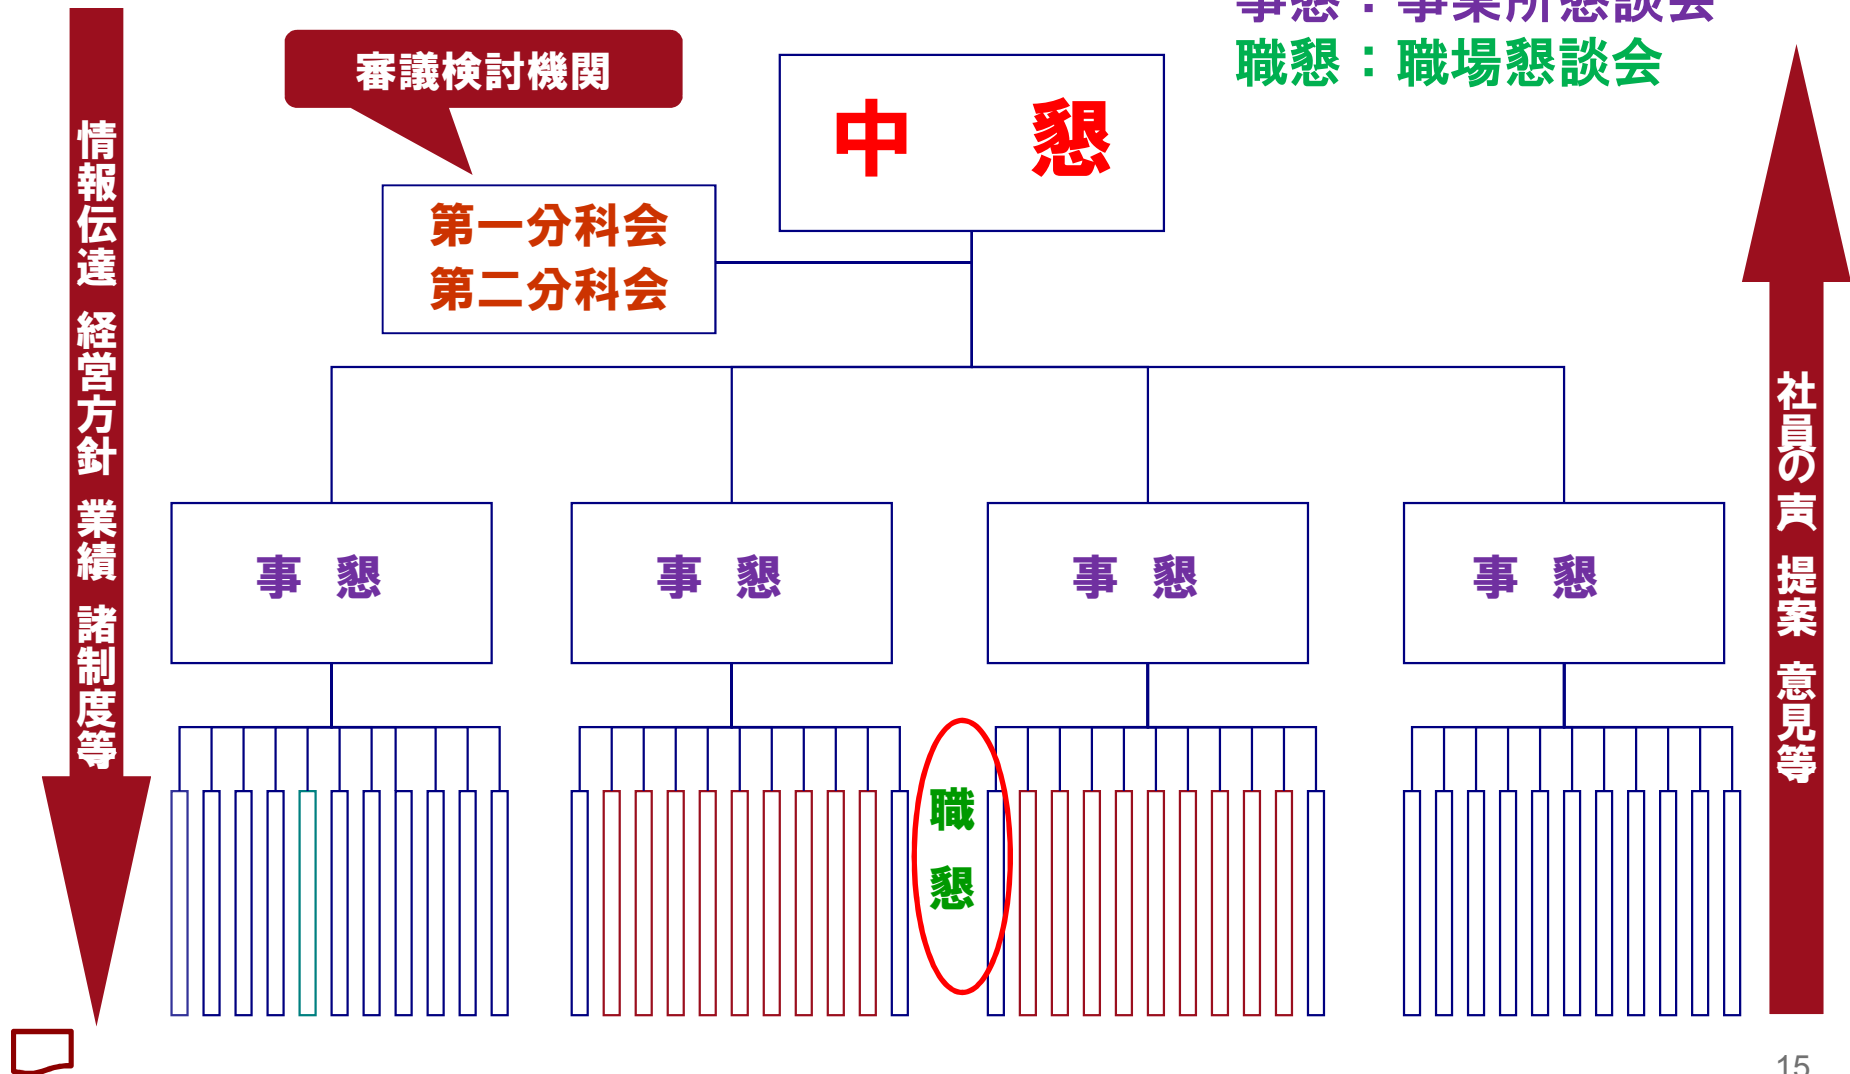 事懇：事業所懇談会
職懇：職場懇談会
審議検討機関
中　懇
第一分科会
第二分科会
情報伝達 経営方針 業績 諸制度等
社員の声 提案 意見等
事 懇
事 懇
事 懇
事 懇
職懇
15